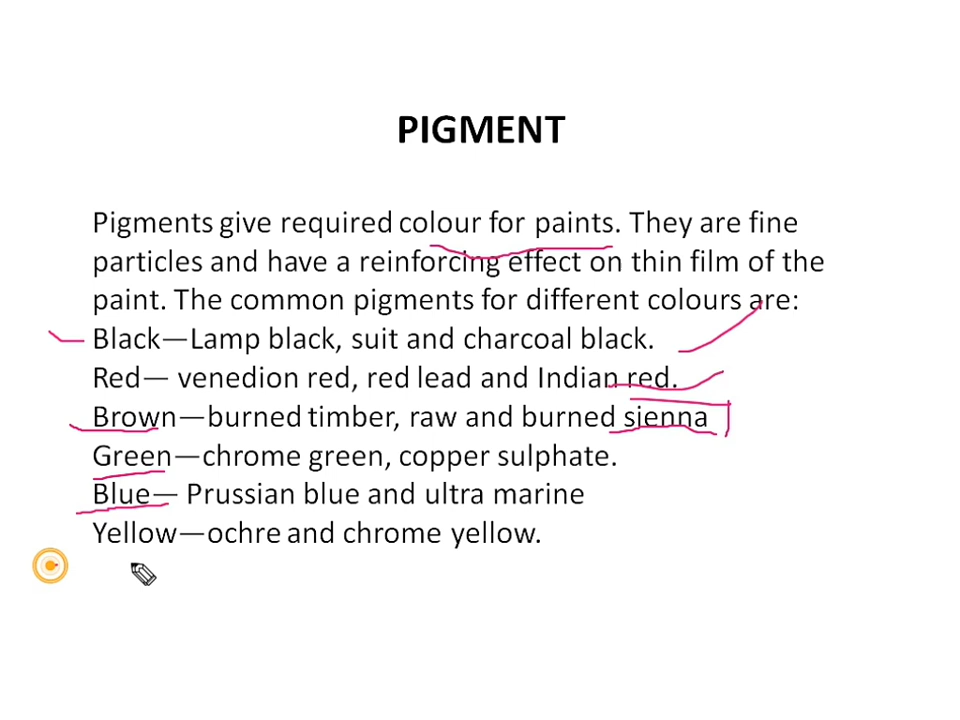 PIGMENT
Pigments give required colour for paints. They are fine
particles and have a reinforcing effect on thin film of the
paint. The common pigments for different colours are:
Black—Lamp black, suit and charcoal black.
Red— venedion red, red lead and Indian red.
Brown—burned timber, raw and burned sienna
Green—chrome green, copper sulphate.
Blue— Prussian blue and ultra marine
Yellow—ochre and chrome yellow.